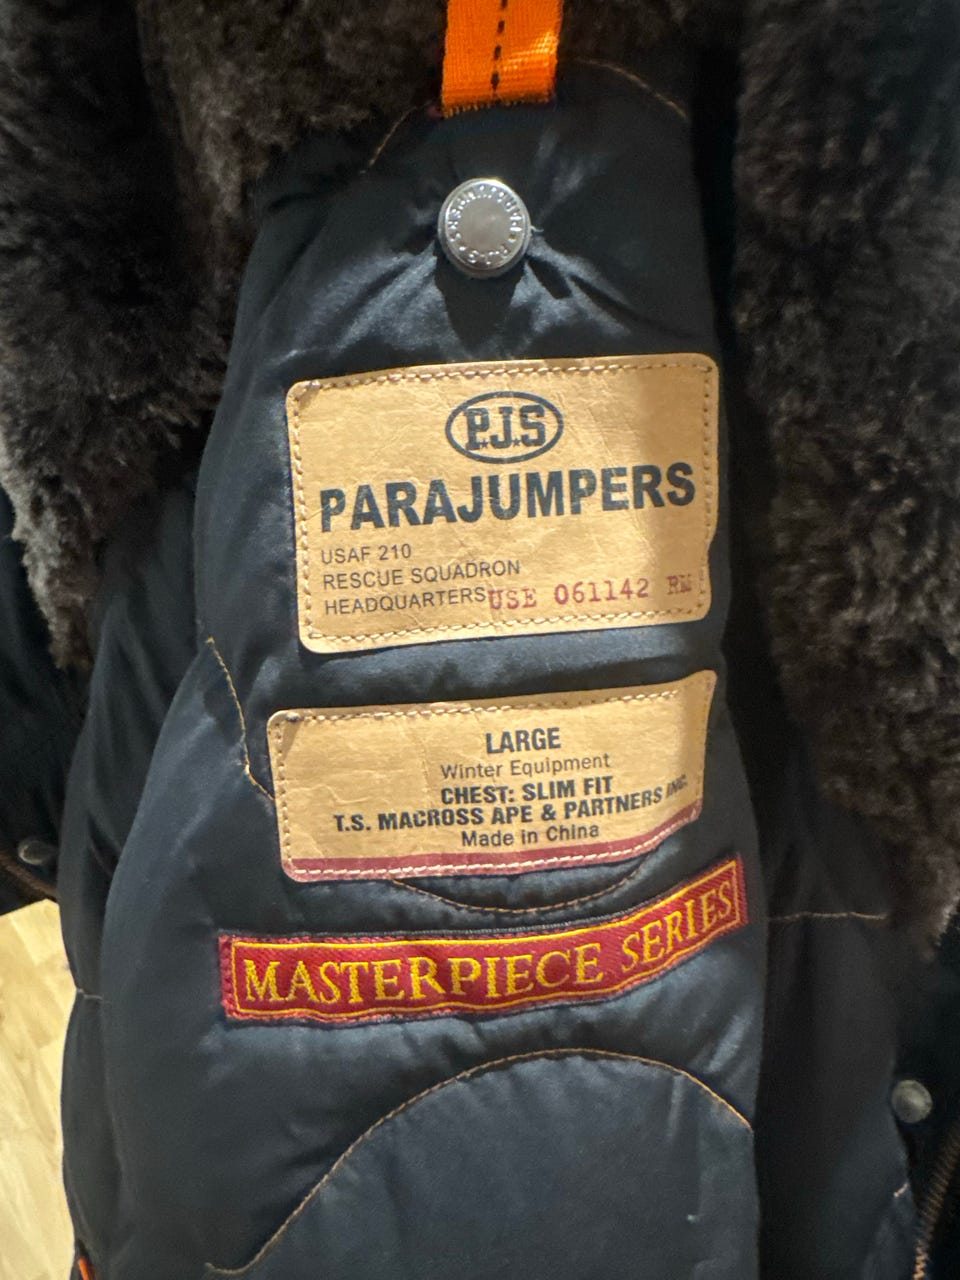 P.J.S
PARAJUMPERS
USAF 210
RESCUE SQUADRON
HEADQUARTERS USE 061142 RM
LARGE
Winter Equipment
CHEST: SLIM FIT
T.S. MACROSS APE & PARTNERS INC.
Made in China
MASTERPIECE SERIES